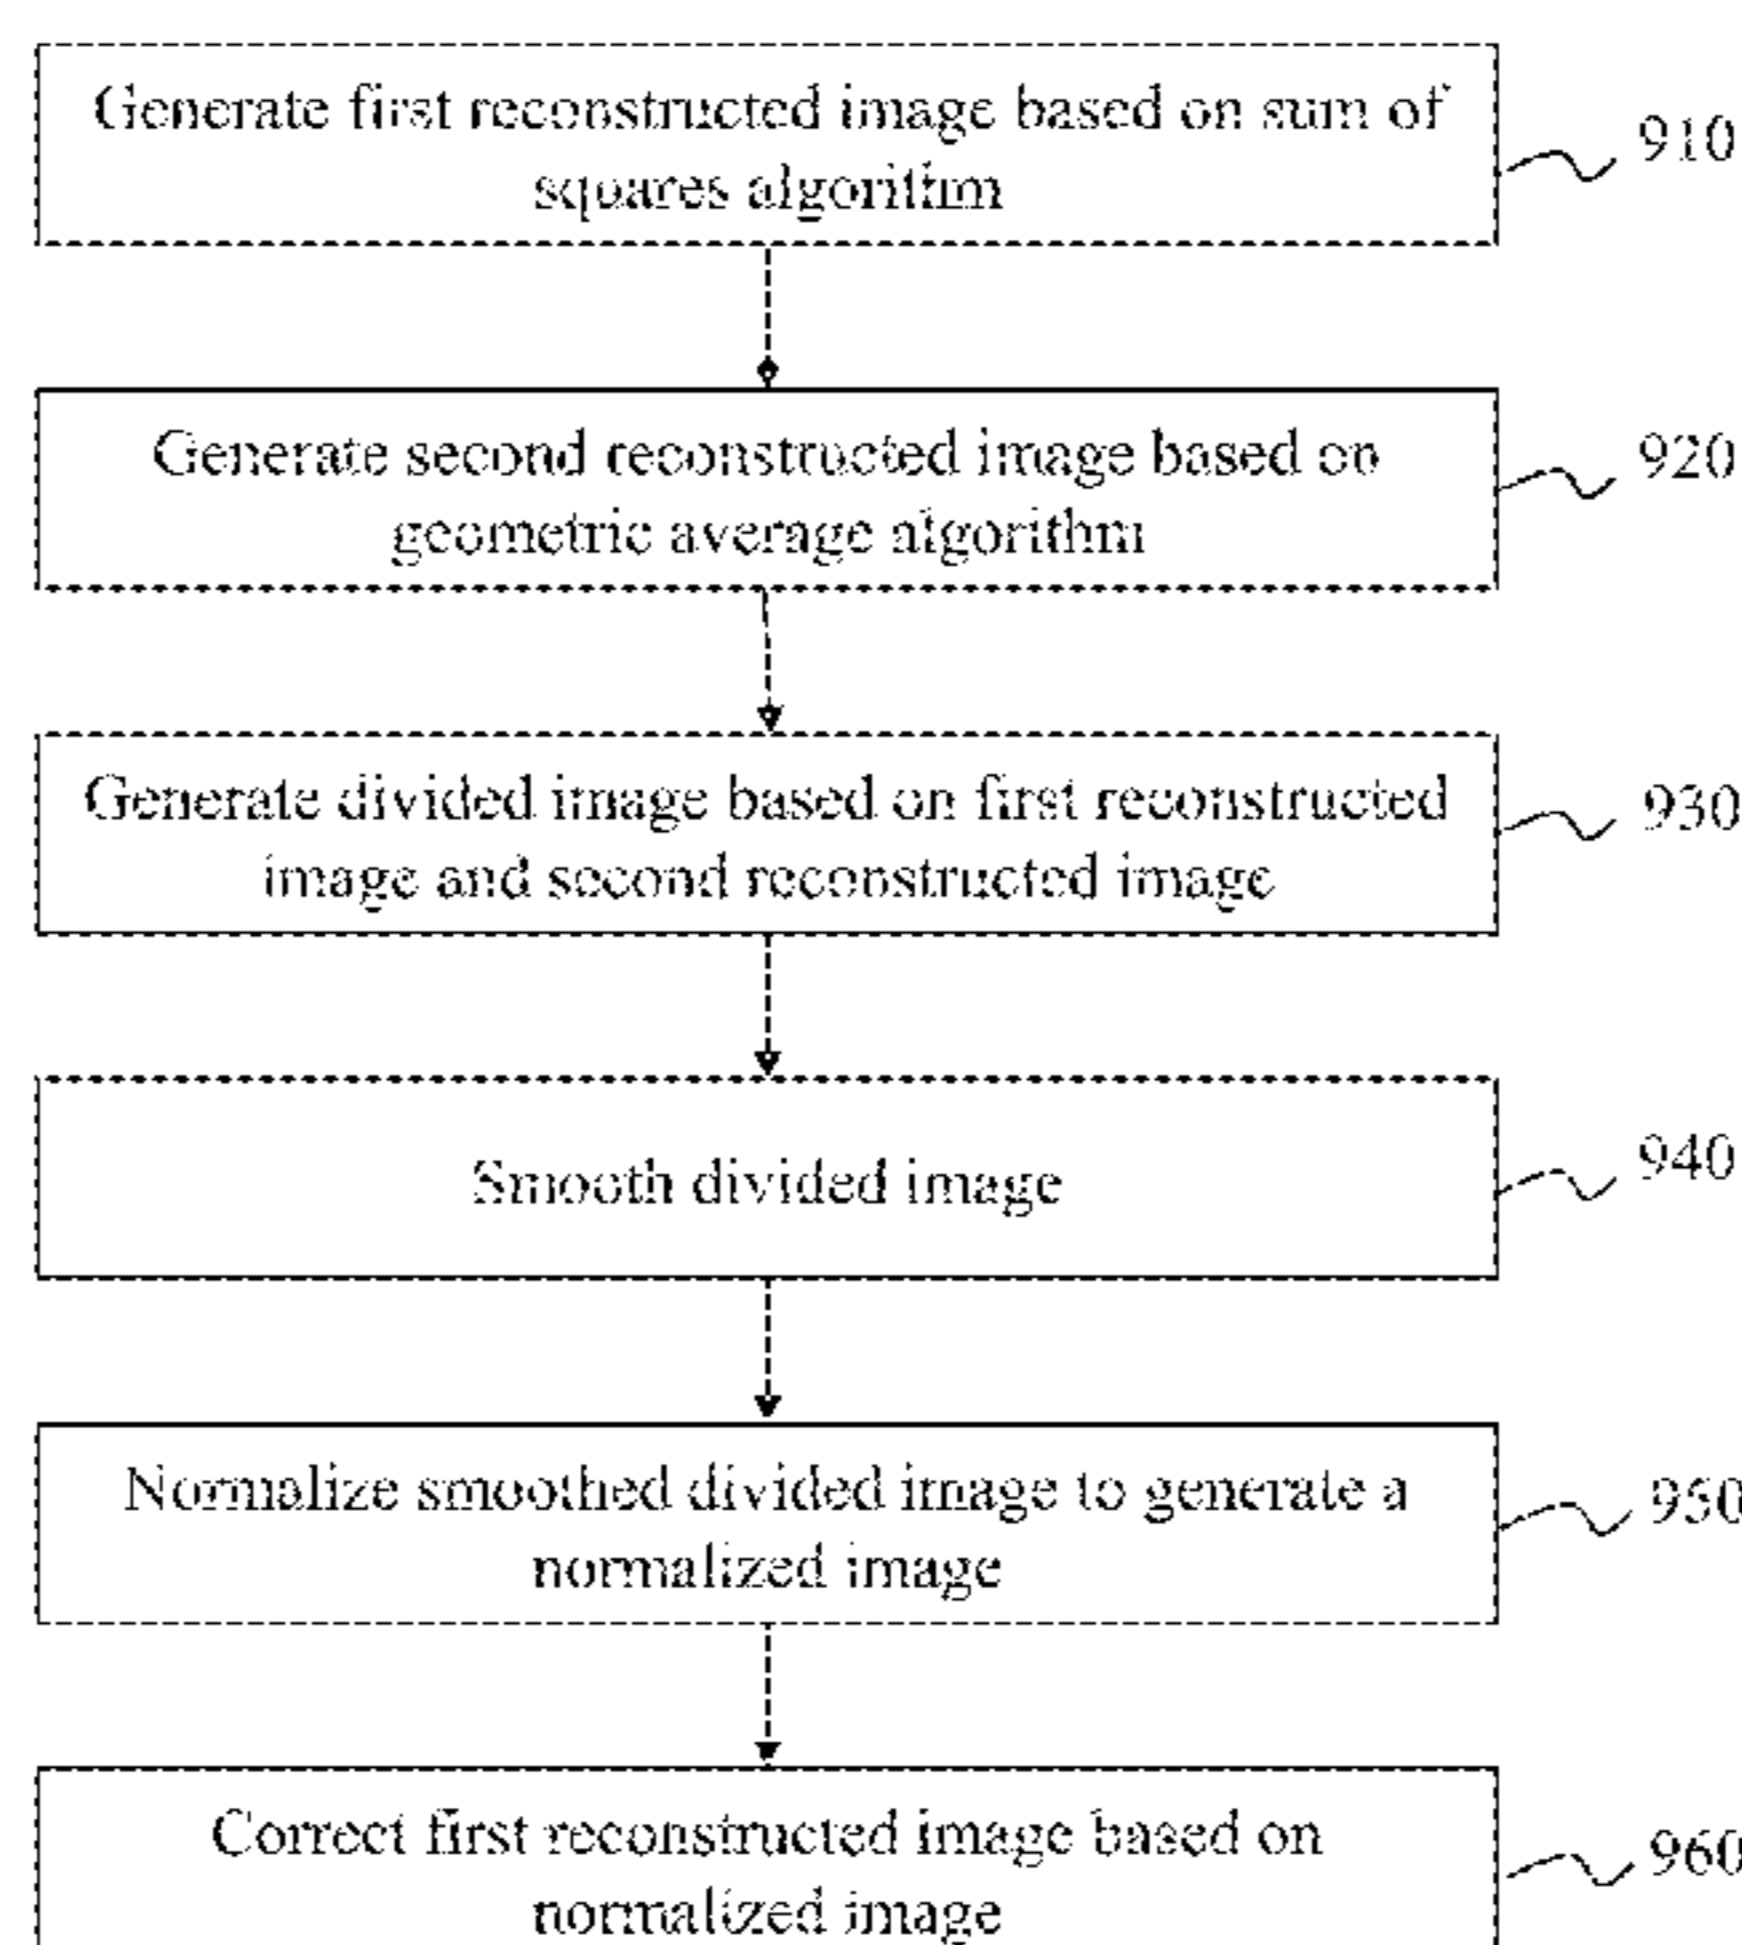 Generate first reconstructed image based on sum of
squares algorithm
910
Generate second reconstructed image based on
geometric average algorithm
920
Generate divided image based on first reconstructed
image and second reconstructed image
930
Smooth divided image
940
Normalize smoothed divided image to generate a
normalized image
950
Correct first reconstructed image based on
normalized image
960